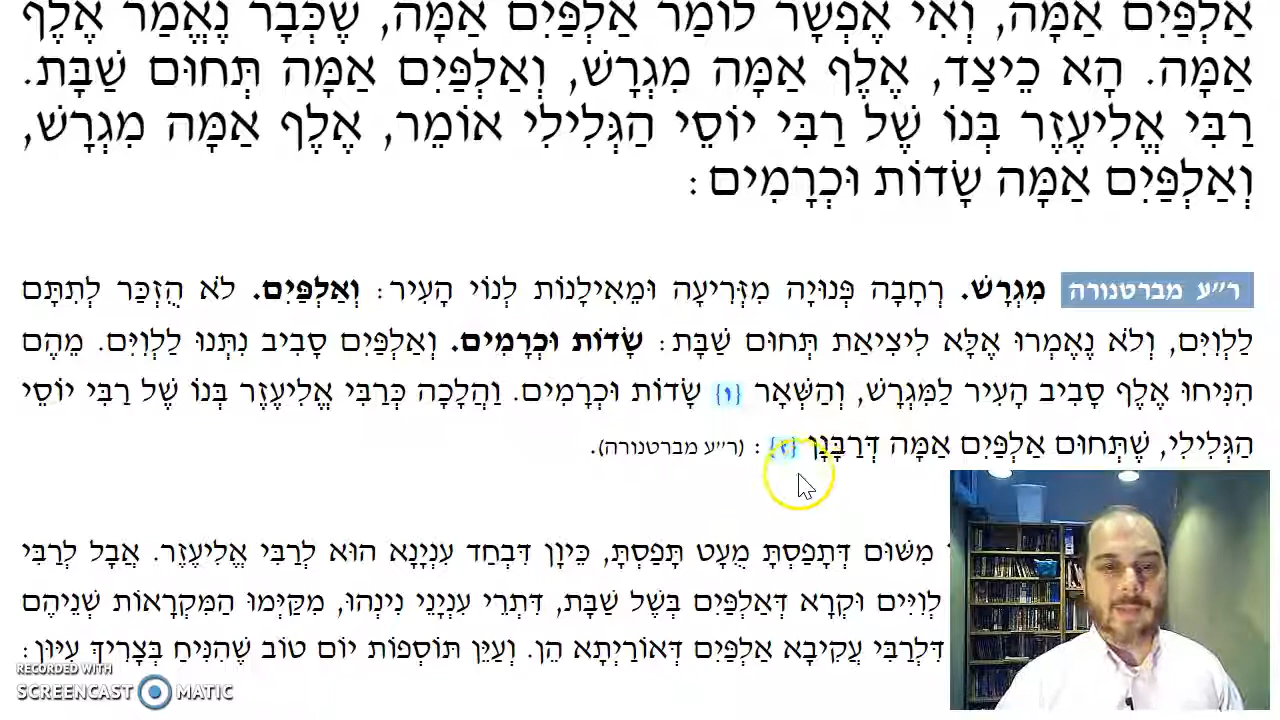 אַלְפַּיִם אַמָּה, וְאִי אֶפְשָׁר לוֹמַר אַלְפַּיִם אַמָּה, שֶׁכְּבָר נֶאֱמַר אֶלֶף
אַמָּה. הָא כֵיצַד, אֶלֶף אַמָּה מִגְרָשׁ, וְאַלְפַּיִם אַמָּה תְּחוּם שַׁבָּת.
רַבִּי אֱלִיעֶזֶר בְּנוֹ שֶׁל רַבִּי יוֹסֵי הַגְּלִילִי אוֹמֵר, אֶלֶף אַמָּה מִגְרָשׁ,
וְאַלְפַּיִם אַמָּה שָׂדוֹת וּכְרָמִים:
ר״ע מברטנורה מִגְרָשׁ. רְחָבָה פְּנוּיָה מִזְּרִיעָה וּמֵאִילָנוֹת לְנוֹי הָעִיר: וְאַלְפַּיִם. לֹא הֻזְכַּר לְתִתָּם
לַלְוִיִּם, וְלֹא נֶאֶמְרוּ אֶלָּא לִיצִיאַת תְּחוּם שַׁבָּת: שָׂדוֹת וּכְרָמִים. וְאַלְפַּיִם סָבִיב נִתְּנוּ לַלְוִיִּם. מֵהֶם
הִנִּיחוּ אֶלֶף סָבִיב הָעִיר לַמִּגְרָשׁ, וְהַשְּׁאָר {ו} שָׂדוֹת וּכְרָמִים. וַהֲלָכָה כְּרַבִּי אֱלִיעֶזֶר בְּנוֹ שֶׁל רַבִּי יוֹסֵי
הַגְּלִילִי, שֶׁתְּחוּם אַלְפַּיִם אַמָּה דְּרַבָּנָן {ז}: (ר״ע מברטנורה).
מִשּׁוּם דְּתָפַסְתָּ מֻעָט תָּפַסְתָּ, כֵּיוָן דִּבְחַד עִנְיָנָא הוּא לְרַבִּי אֱלִיעֶזֶר. אֲבָל לְרַבִּי
לְוִיִּים וּקְרָא דְּאַלְפַּיִם בְּשֶׁל שַׁבָּת, דִּתְרֵי עִנְיָנֵי נִינְהוּ, מִקַּיְּמוּ הַמִּקְרָאוֹת שְׁנֵיהֶם
דִּלְרַבִּי עֲקִיבָא אַלְפַּיִם דְּאוֹרַיְתָא הֵן. וְעַיֵּן תּוֹסְפוֹת יוֹם טוֹב שֶׁהִנִּיחַ בְּצָרִיךְ עִיּוּן:
RECORDED WITH
SCREENCAST MATIC